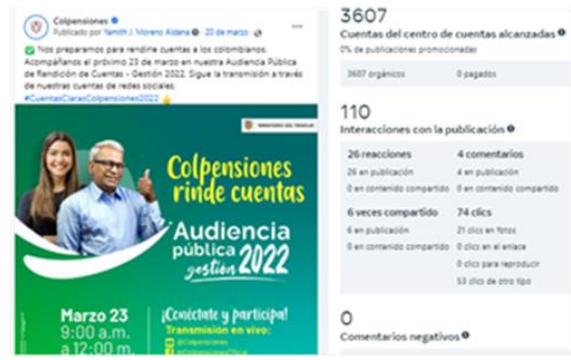 Colpensiones
Publicado por Yamith J. Moreno Aldana · 20 de marzo ·
Nos preparamos para rendirle cuentas a los colombianos.
Acompáñanos el próximo 23 de marzo en nuestra Audiencia Pública
de Rendición de Cuentas - Gestión 2022. Sigue la transmisión a través
de nuestras cuentas de redes sociales.
#CuentasClarasColpensiones2022
MINISTERIO DEL TRABAJO
Colpensiones
rinde cuentas
Audiencia
pública
gestión 2022
Marzo 23
9:00 a.m.
a 12:00 m.
¡Conéctate y participa!
Transmisión en vivo:
@Colpensiones
@ColpensionesOficial
3607
Cuentas del centro de cuentas alcanzadas
0% de publicaciones promocionadas
3607 orgánicos 0 pagados
110
Interacciones con la publicación
26 reacciones 4 comentarios
26 en publicación 4 en publicación
0 en contenido compartido 0 en contenido compartido
6 veces compartido 74 clics
6 en publicación 21 clics en fotos
0 en contenido compartido 0 clics en el enlace
0 clics para reproducir
53 clics de otro tipo
0
Comentarios negativos